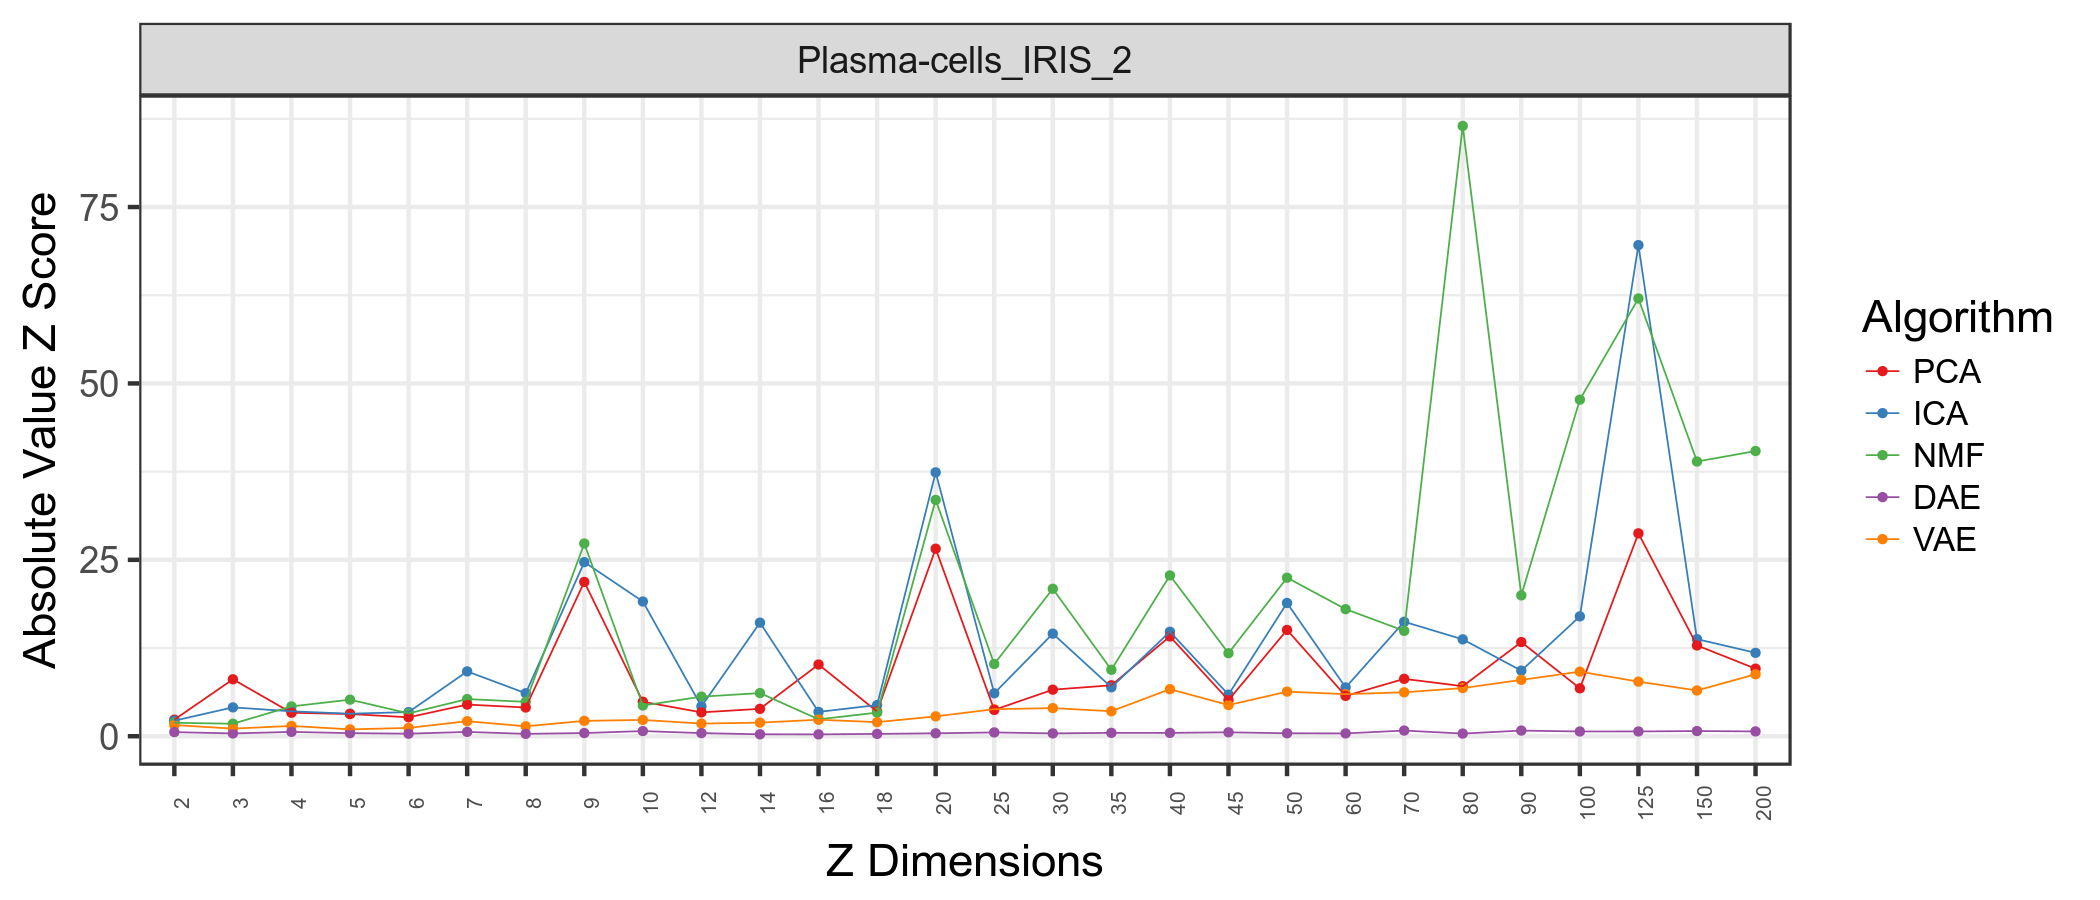 Plasma-cells_IRIS_2
Absolute Value Z Score
75
50
25
0
2 3 4 5 6 7 8 9 10 12 14 16 18 20 25 30 35 40 45 50 60 70 80 90 100 125 150 200
Z Dimensions
Algorithm
PCA
ICA
NMF
DAE
VAE